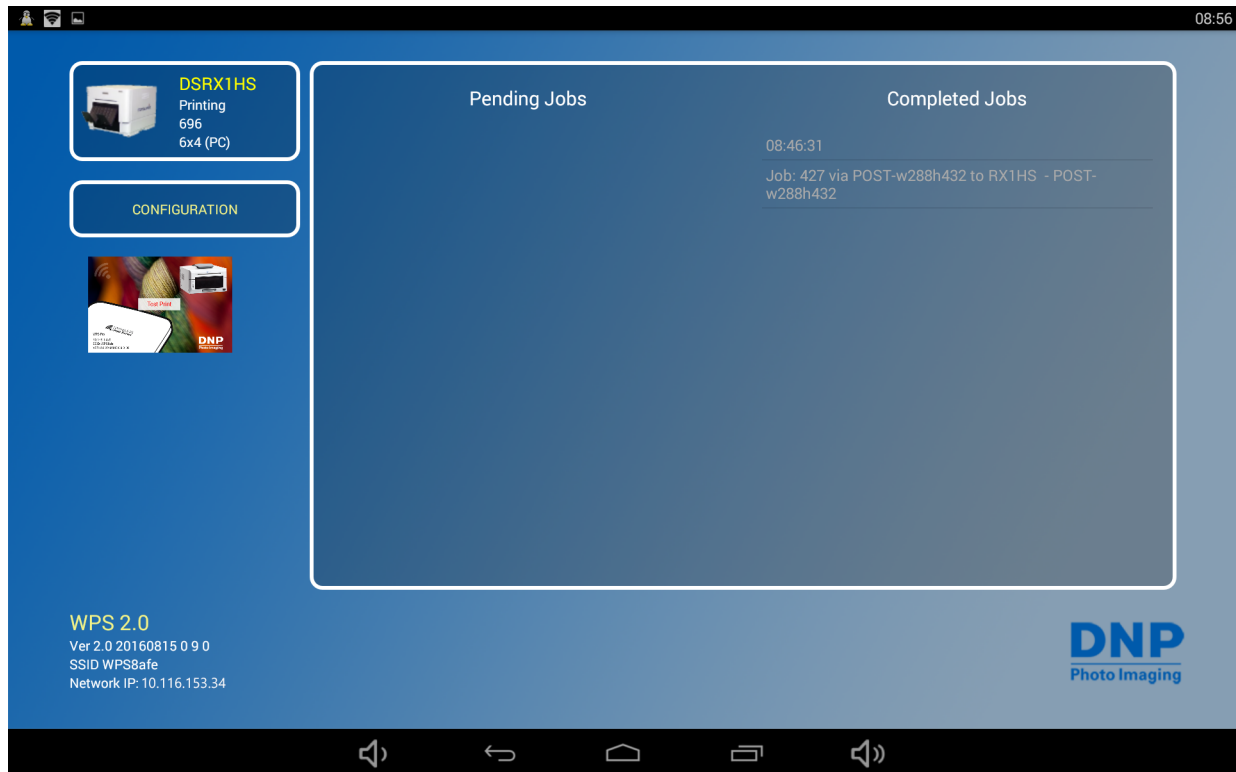 08:56
DSRX1HS
Printing
696
6x4 (PC)
CONFIGURATION
Test Print
DNP
Pending Jobs
Completed Jobs
08:46:31
Job: 427 via POST-w288h432 to RX1HS - POST-
w288h432
WPS 2.0
Ver 2.0 20160815 0 9 0
SSID WPS8afe
Network IP: 10.116.153.34
DNP
Photo Imaging